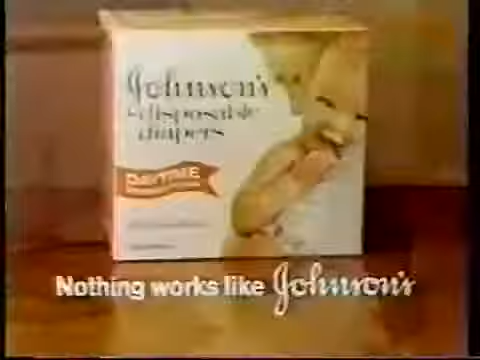 Johnson's
disposable
diapers
DAYTIME
Nothing works like Johnson's